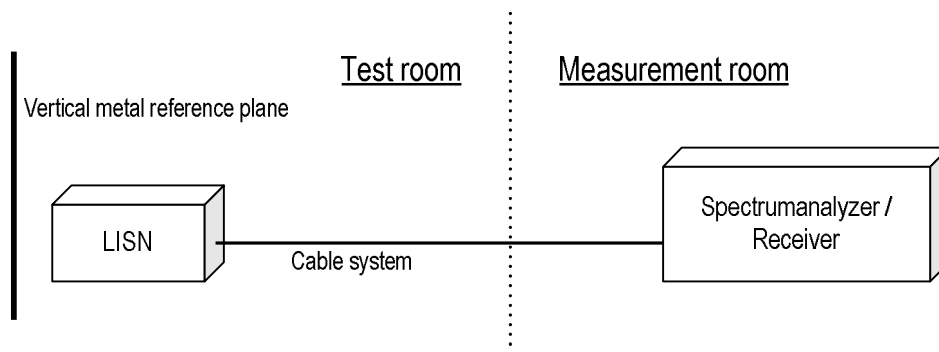 Test room
Measurement room
Vertical metal reference plane
LISN
Cable system
Spectrumanalyzer /
Receiver